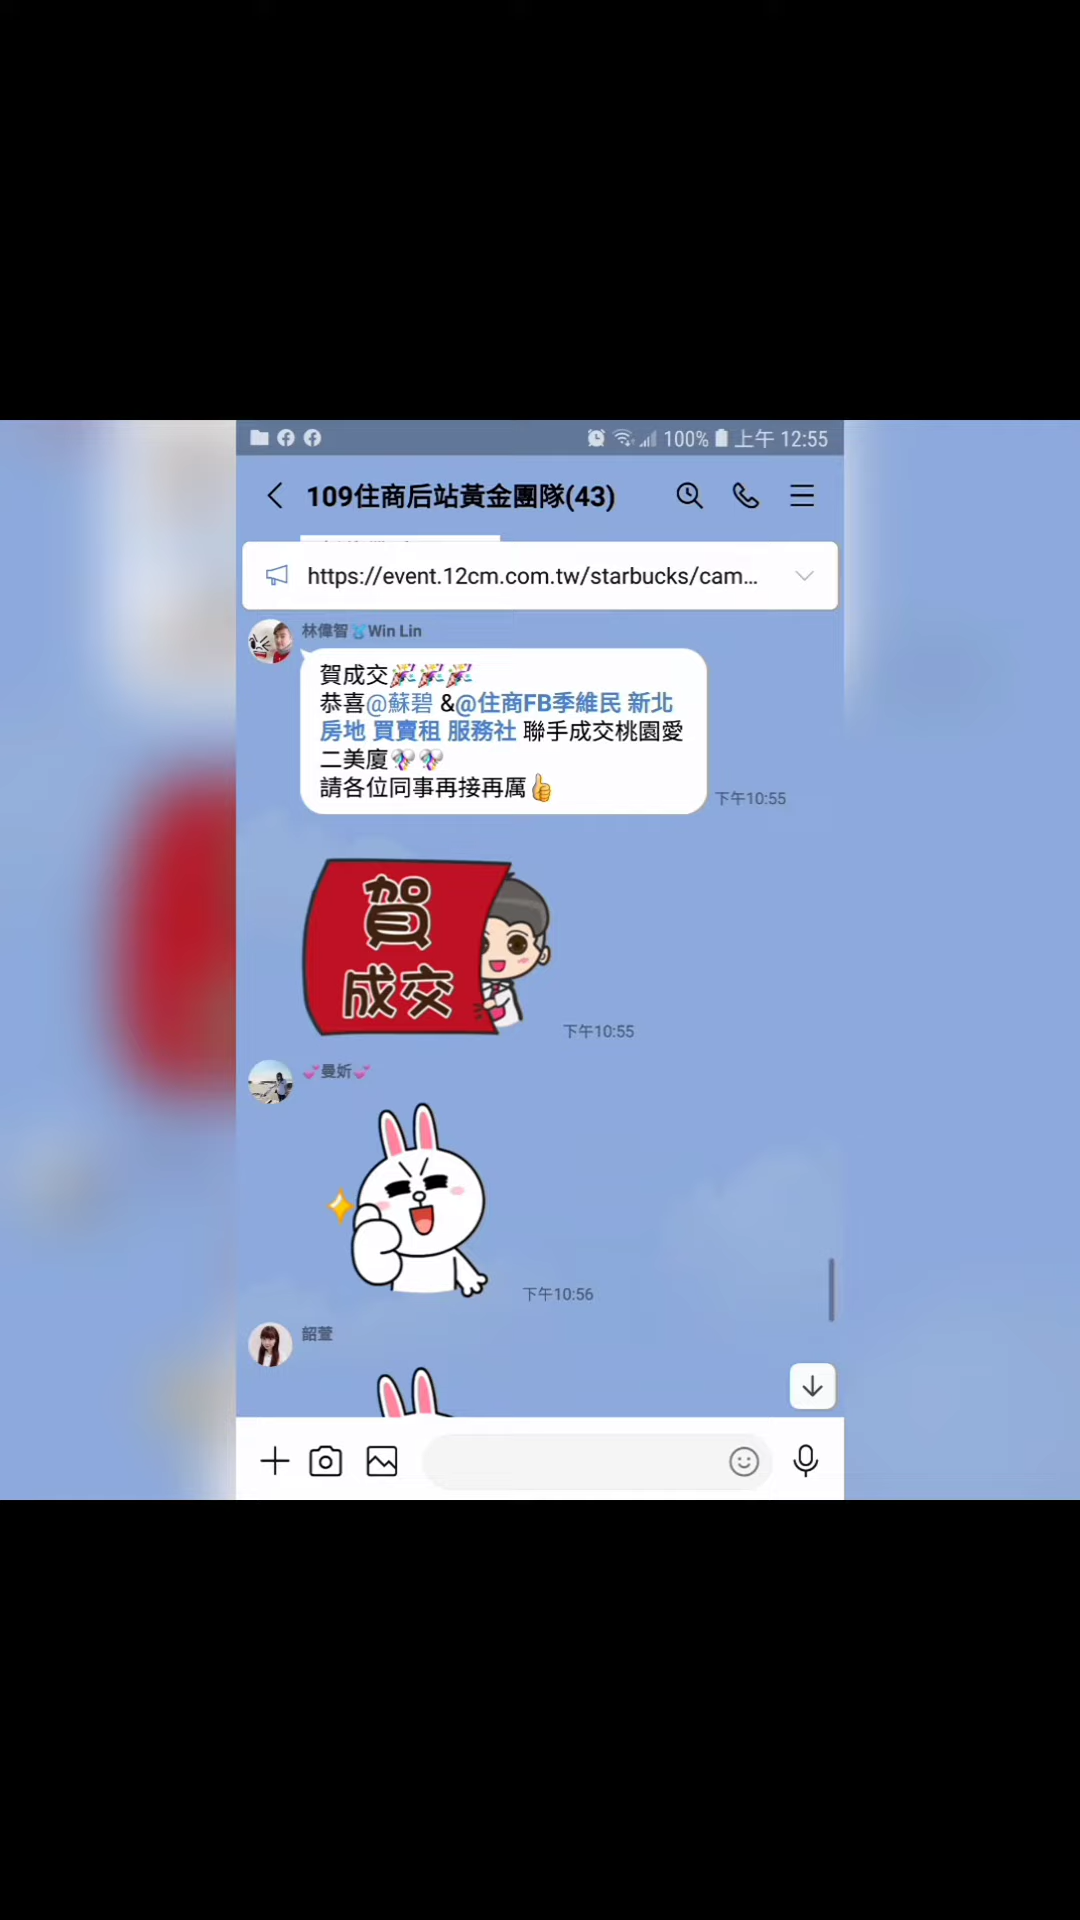 100% 上午 12:55
109住商后站黃金團隊(43)
https://event.12cm.com.tw/starbucks/cam...
林偉智 Win Lin
賀成交🎉🎉🎉
恭喜@蘇碧 &@住商FB季維民 新北
房地 買賣租 服務社 聯手成交桃園愛
二美廈🎊🎊
請各位同事再接再厲👍
下午10:55
賀
成交
下午10:55
💕曼妡💕
下午10:56
韶萱